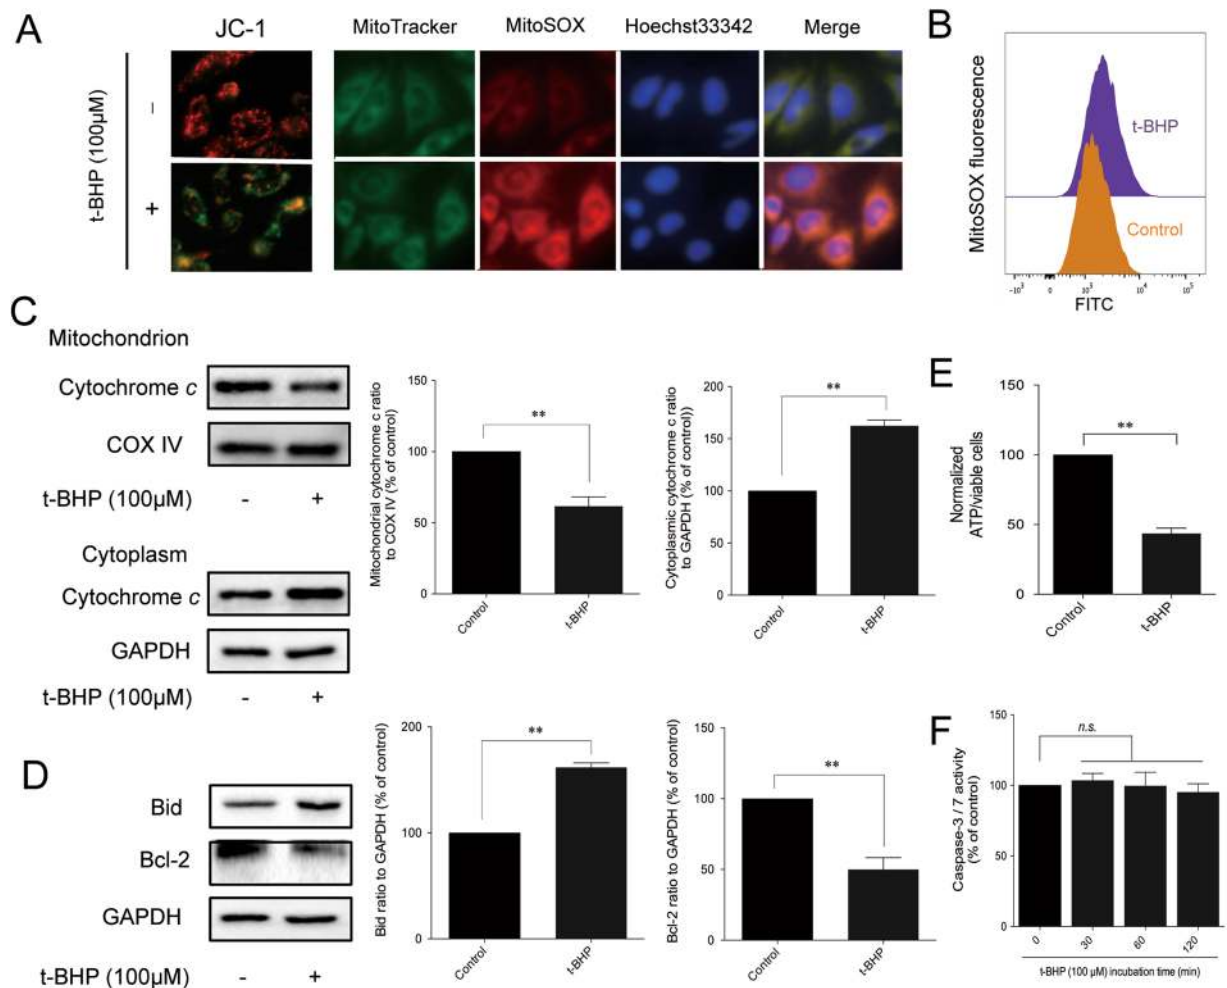 A
JC-1
MitoTracker
MitoSOX
Hoechst33342
Merge
t-BHP (100μM)
–
+
B
MitoSOX fluorescence
t-BHP
Control
-10³ 0 10³ 10⁴ 10⁵
FITC
C
Mitochondrion
Cytochrome c
COX IV
t-BHP (100μM) - +
Cytoplasm
Cytochrome c
GAPDH
t-BHP (100μM) - +
Mitochondrial cytochrome c ratio
to COX IV (% of control)
150
100
50
0
**
Control
t-BHP
Cytoplasmic cytochrome c ratio
to GAPDH (% of control))
200
150
100
50
0
**
Control
t-BHP
E
Normalized
ATP/viable cells
150
100
50
0
**
Control
t-BHP
D
Bid
Bcl-2
GAPDH
t-BHP (100μM) - +
Bid ratio to GAPDH (% of control)
200
100
0
**
Control
t-BHP
Bcl-2 ratio to GAPDH (% of control)
150
100
50
0
**
Control
t-BHP
F
Caspase-3 / 7 activity
(% of control)
150
100
50
0
n.s.
0
30
60
120
t-BHP (100 μM) incubation time (min)